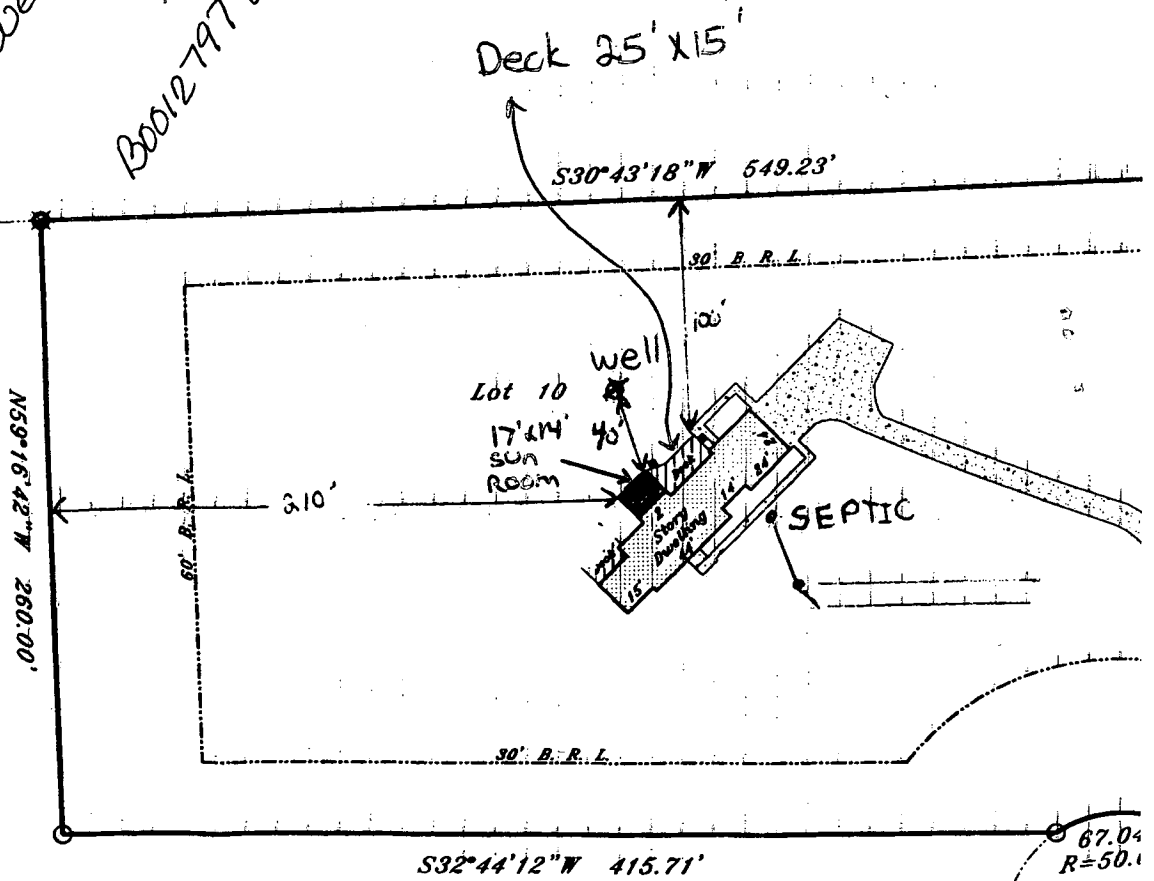 B0012797
Deck 25' X15'
S30°43'18"W 549.23'
30' B. R. L.
100'
well
Lot 10
17'x14'
40'
SUN
ROOM
Deck
24'
14'
210'
2
Story
Dwelling
44'
15'
SEPTIC
60' B. R. L.
N59°16'42"W 260.00'
30' B. R. L.
S32°44'12"W 415.71'
67.04
R=50.